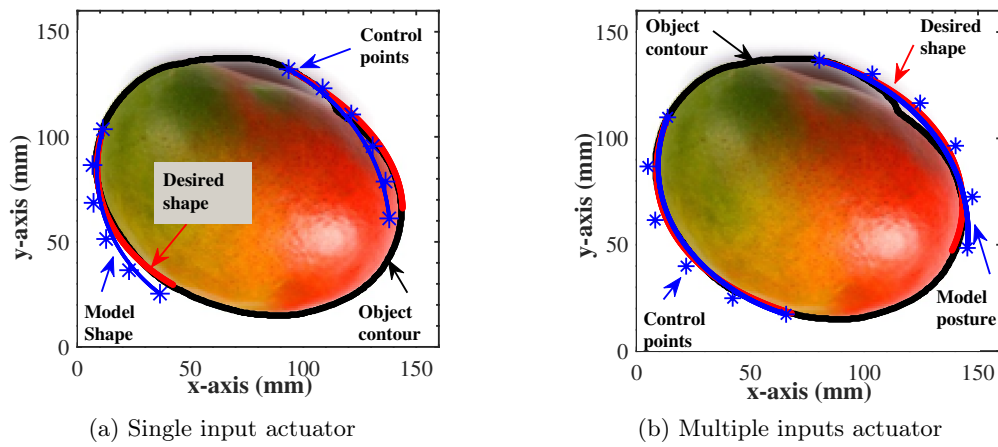 150
100
50
0
y-axis (mm)
Control
points
Desired
shape
Model
Shape
Object
contour
0
50
100
150
x-axis (mm)
(a) Single input actuator
150
100
50
0
y-axis (mm)
Object
contour
Desired
shape
Control
points
Model
posture
0
50
100
150
x-axis (mm)
(b) Multiple inputs actuator